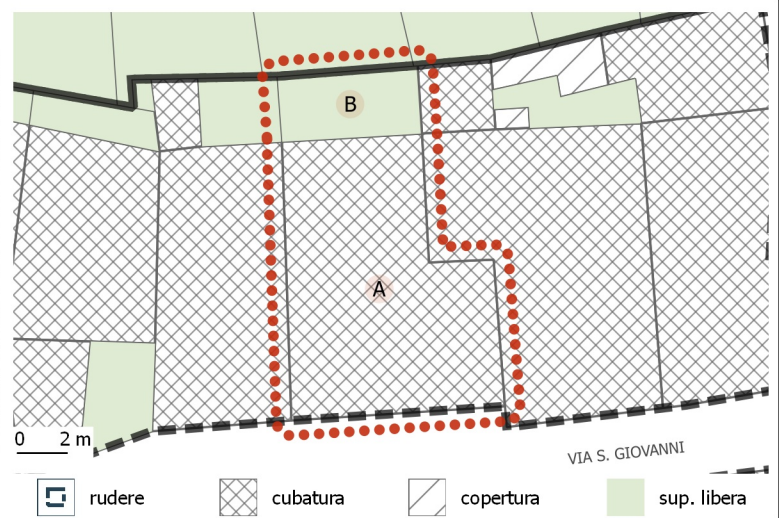 B
A
0 2 m
VIA S. GIOVANNI
rudere cubatura copertura sup. libera